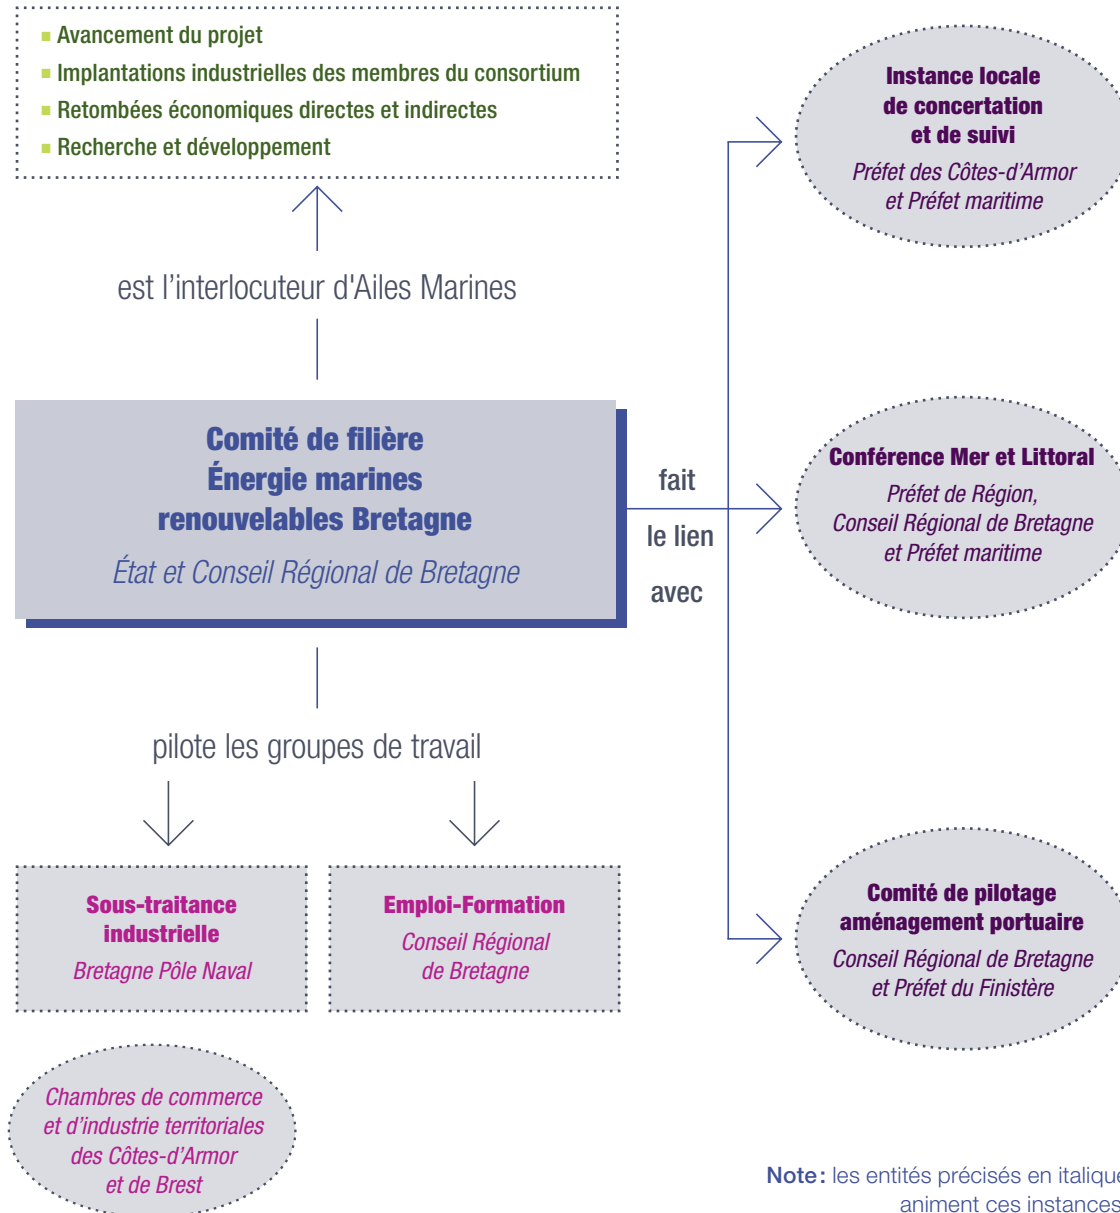 Avancement du projet
Implantations industrielles des membres du consortium
Retombées économiques directes et indirectes
Recherche et développement
est l'interlocuteur d'Ailes Marines
Comité de filière
Énergie marines
renouvelables Bretagne
État et Conseil Régional de Bretagne
fait
le lien
avec
Instance locale
de concertation
et de suivi
Préfet des Côtes-d'Armor
et Préfet maritime
Conférence Mer et Littoral
Préfet de Région,
Conseil Régional de Bretagne
et Préfet maritime
Comité de pilotage
aménagement portuaire
Conseil Régional de Bretagne
et Préfet du Finistère
pilote les groupes de travail
Sous-traitance
industrielle
Bretagne Pôle Naval
Emploi-Formation
Conseil Régional
de Bretagne
Chambres de commerce
et d'industrie territoriales
des Côtes-d'Armor
et de Brest
Note : les entités précisés en italique
animent ces instances